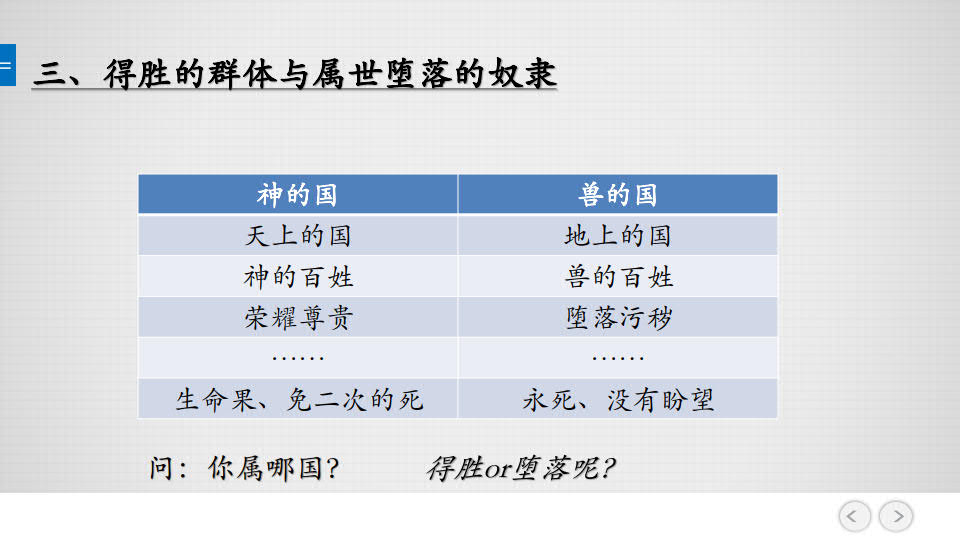 三、得胜的群体与属世堕落的奴隶
神的国 兽的国
天上的国 地上的国
神的百姓 兽的百姓
荣耀尊贵 堕落污秽
…… ……
生命果、免二次的死 永死、没有盼望
问：你属哪国？ 得胜or堕落呢？